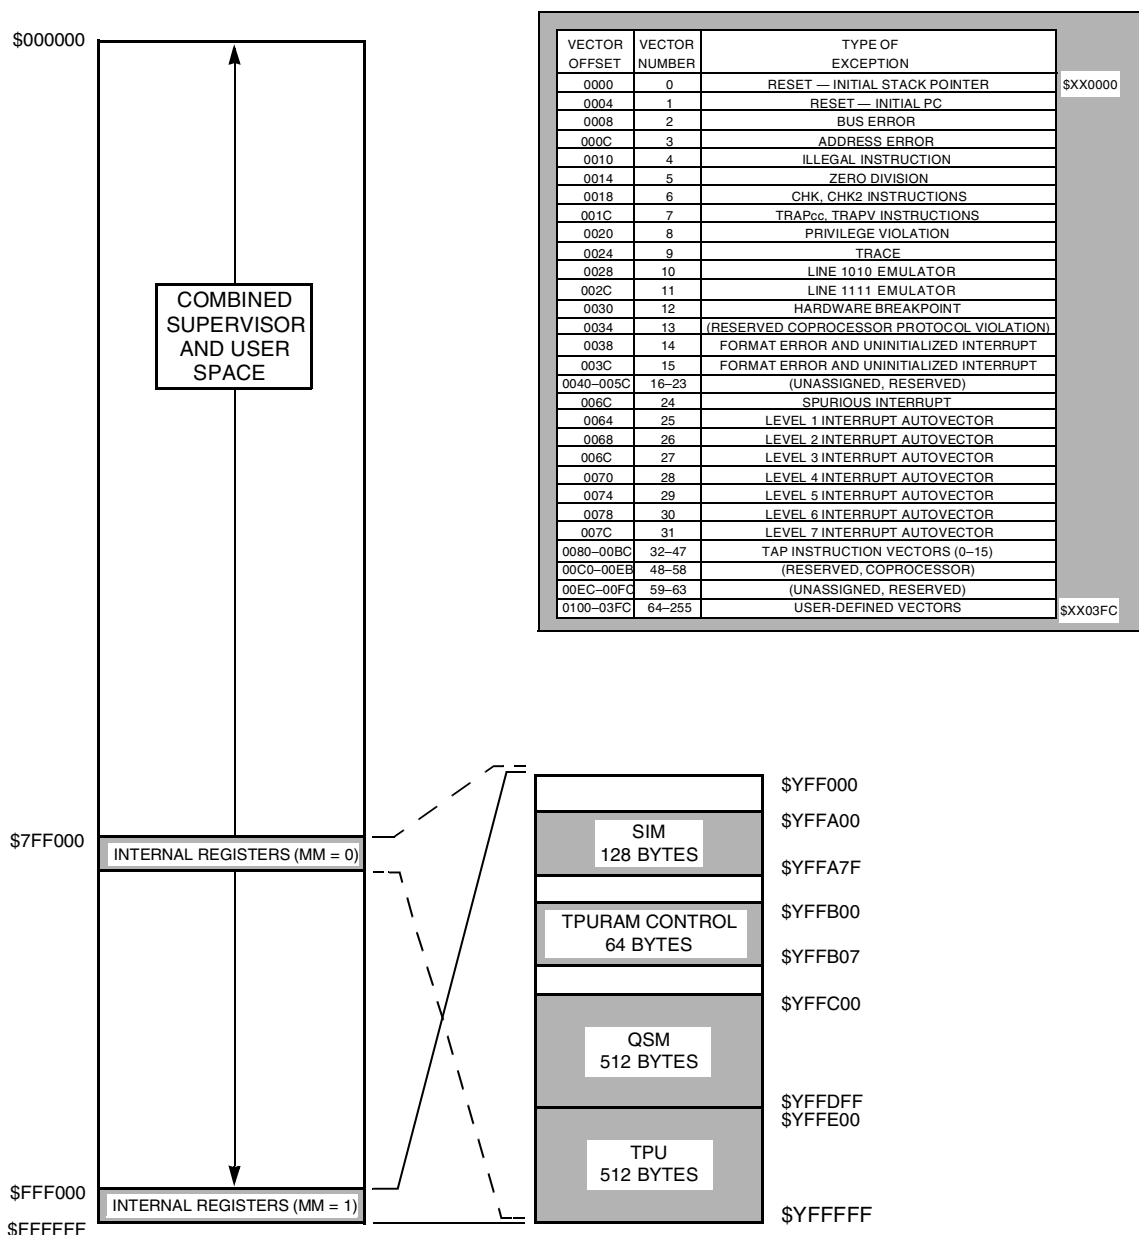 $000000
COMBINED
SUPERVISOR
AND USER
SPACE
$7FF000
INTERNAL REGISTERS (MM = 0)
$FFF000
INTERNAL REGISTERS (MM = 1)
$FFFFFF
VECTOR OFFSET VECTOR NUMBER TYPE OF EXCEPTION
0000 0 RESET — INITIAL STACK POINTER $XX0000
0004 1 RESET — INITIAL PC
0008 2 BUS ERROR
000C 3 ADDRESS ERROR
0010 4 ILLEGAL INSTRUCTION
0014 5 ZERO DIVISION
0018 6 CHK, CHK2 INSTRUCTIONS
001C 7 TRAPcc, TRAPV INSTRUCTIONS
0020 8 PRIVILEGE VIOLATION
0024 9 TRACE
0028 10 LINE 1010 EMULATOR
002C 11 LINE 1111 EMULATOR
0030 12 HARDWARE BREAKPOINT
0034 13 (RESERVED COPROCESSOR PROTOCOL VIOLATION)
0038 14 FORMAT ERROR AND UNINITIALIZED INTERRUPT
003C 15 FORMAT ERROR AND UNINITIALIZED INTERRUPT
0040–005C 16–23 (UNASSIGNED, RESERVED)
006C 24 SPURIOUS INTERRUPT
0064 25 LEVEL 1 INTERRUPT AUTOVECTOR
0068 26 LEVEL 2 INTERRUPT AUTOVECTOR
006C 27 LEVEL 3 INTERRUPT AUTOVECTOR
0070 28 LEVEL 4 INTERRUPT AUTOVECTOR
0074 29 LEVEL 5 INTERRUPT AUTOVECTOR
0078 30 LEVEL 6 INTERRUPT AUTOVECTOR
007C 31 LEVEL 7 INTERRUPT AUTOVECTOR
0080–00BC 32–47 TAP INSTRUCTION VECTORS (0–15)
00C0–00EB 48–58 (RESERVED, COPROCESSOR)
00EC–00FC 59–63 (UNASSIGNED, RESERVED)
0100–03FC 64–255 USER-DEFINED VECTORS $XX03FC
$YFF000
$YFFA00
SIM
128 BYTES
$YFFA7F
$YFFB00
TPURAM CONTROL
64 BYTES
$YFFB07
$YFFC00
QSM
512 BYTES
$YFFDFF
$YFFE00
TPU
512 BYTES
$YFFFFF